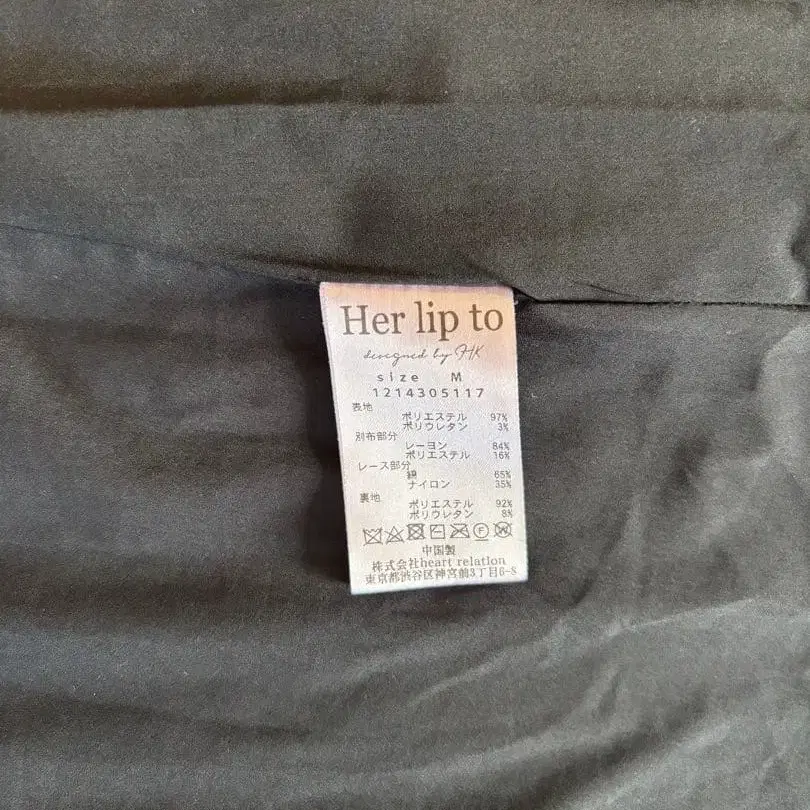 Her lip to
designed by HK
size M
1214305117
表地
ポリエステル 97%
ポリウレタン 3%
別布部分
レーヨン 84%
ポリエステル 16%
レース部分
綿 65%
ナイロン 35%
裏地
ポリエステル 92%
ポリウレタン 8%
中国製
株式会社heart relation
東京都渋谷区神宮前3丁目6-8